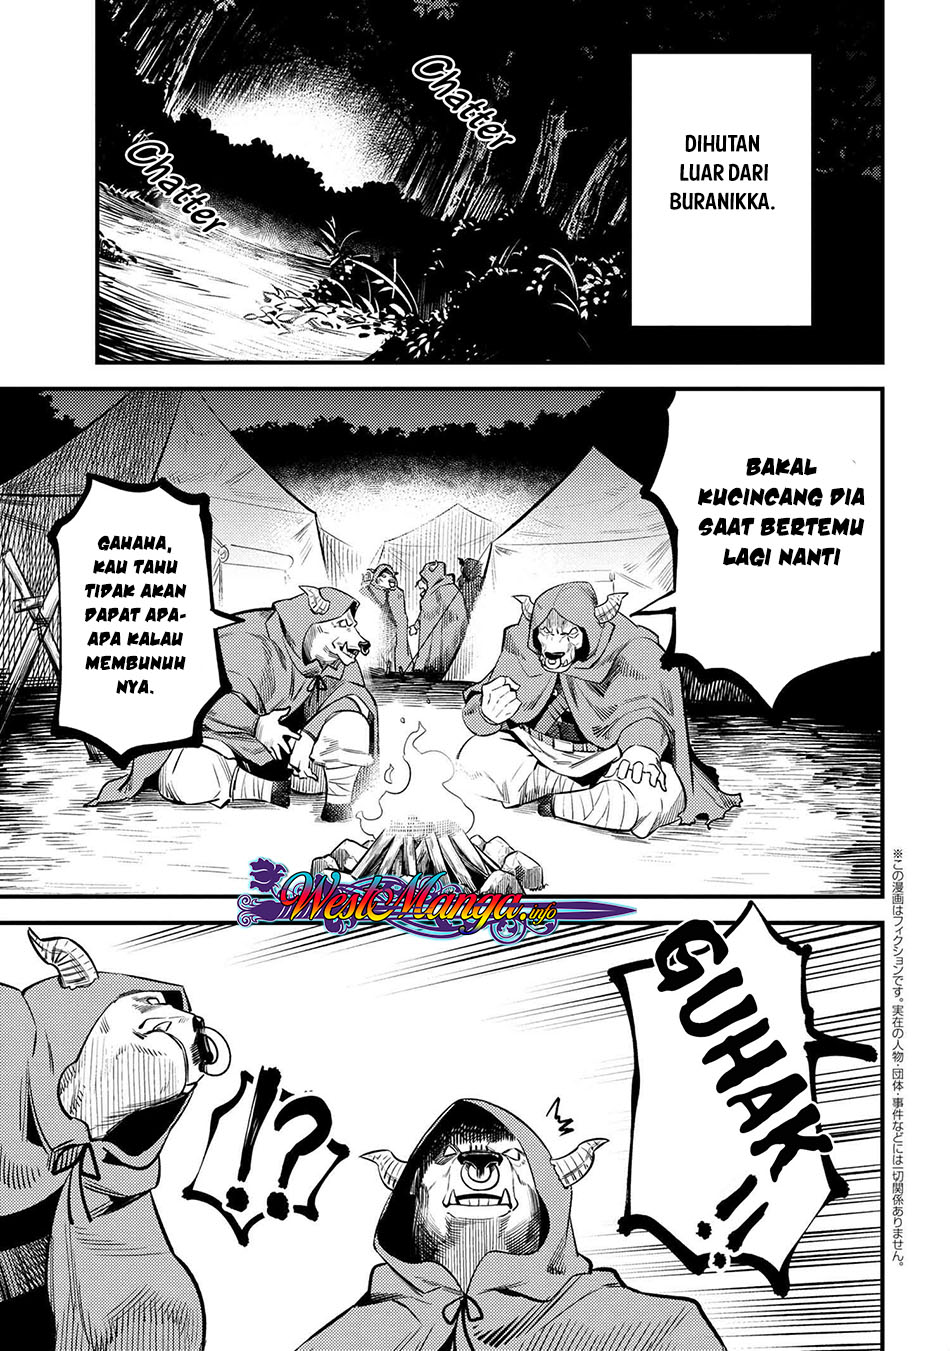 Chatter
Chatter
DIHUTAN
LUAR DARI
BURANIKKA.
BAKAL
KUCINCANG DIA
SAAT BERTEMU
LAGI NANTI
GAHAHA,
KAU TAHU
TIDAK AKAN
DAPAT APA-
APA KALAU
MEMBUNUH
NYA.
WestManga.info
GUHAK!!
!?
※この漫画はフィクションです。実在の人物・団体・事件などには一切関係ありません。